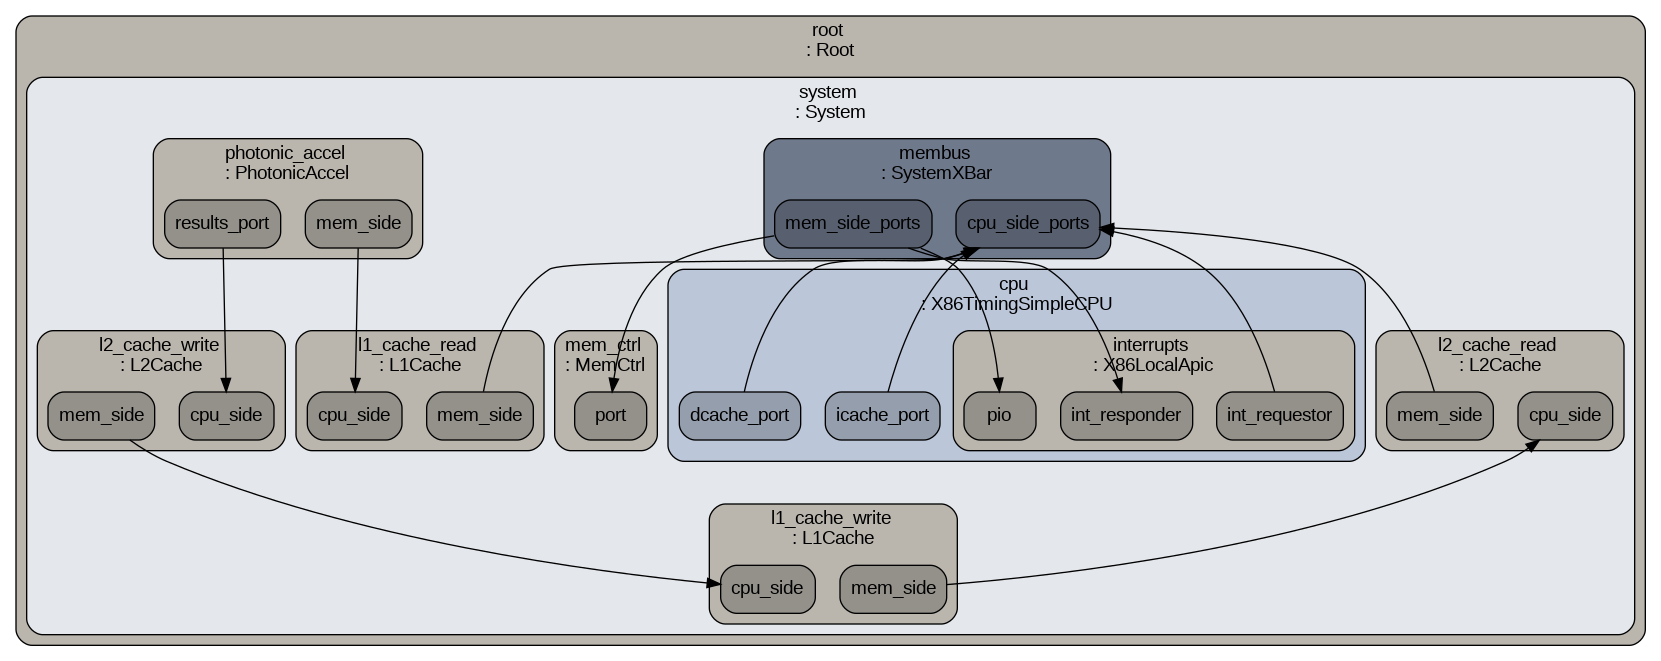 root
: Root
system
: System
photonic_accel
: PhotonicAccel
results_port
mem_side
membus
: SystemXBar
mem_side_ports
cpu_side_ports
cpu
: X86TimingSimpleCPU
l2_cache_write
: L2Cache
mem_side
cpu_side
l1_cache_read
: L1Cache
cpu_side
mem_side
mem_ctrl
: MemCtrl
port
dcache_port
icache_port
interrupts
: X86LocalApic
pio
int_responder
int_requestor
l2_cache_read
: L2Cache
mem_side
cpu_side
l1_cache_write
: L1Cache
cpu_side
mem_side